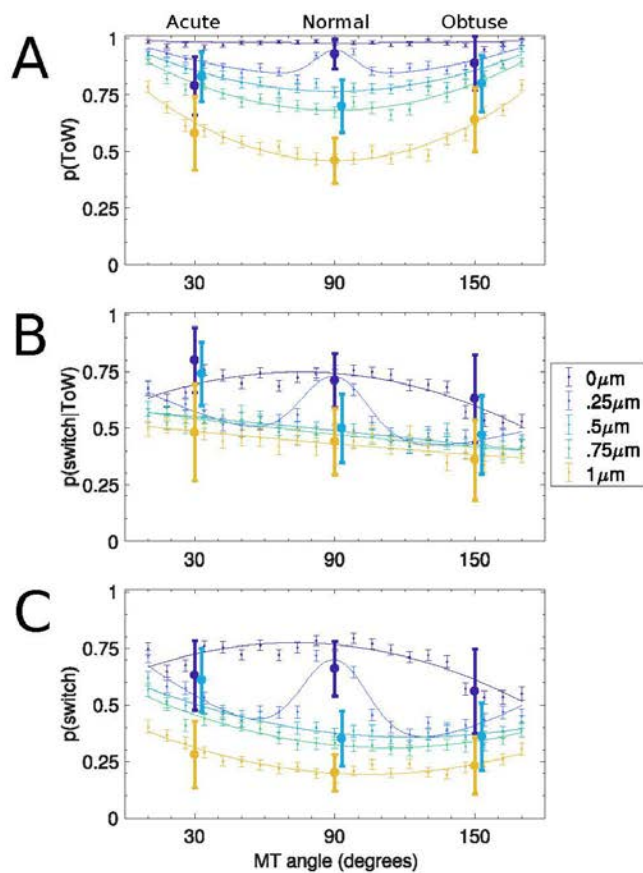 Acute Normal Obtuse
A
1
0.75
0.5
0.25
0
p(ToW)
30 90 150
B
1
0.75
0.5
0.25
0
p(switch|ToW)
30 90 150
0μm
.25μm
.5μm
.75μm
1μm
C
1
0.75
0.5
0.25
0
p(switch)
30 90 150
MT angle (degrees)